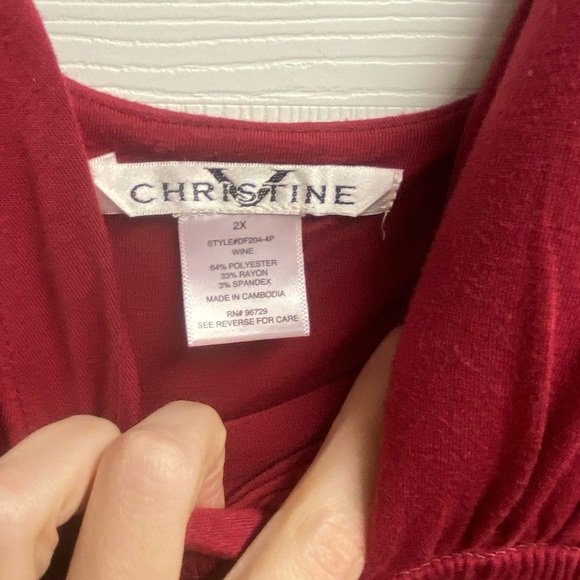 CHRISTINE V
2X
STYLE#DF204-4P
WINE
64% POLYESTER
33% RAYON
3% SPANDEX
MADE IN CAMBODIA
RN# 96729
SEE REVERSE FOR CARE